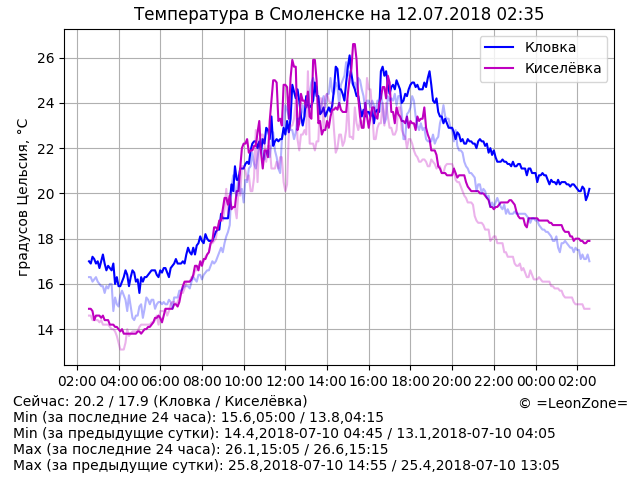 Температура в Смоленске на 12.07.2018 02:35
градусов Цельсия, °C
26
24
22
20
18
16
14
Кловка
Киселёвка
02:00 04:00 06:00 08:00 10:00 12:00 14:00 16:00 18:00 20:00 22:00 00:00 02:00
Сейчас: 20.2 / 17.9 (Кловка / Киселёвка)
© =LeonZone=
Min (за последние 24 часа): 15.6,05:00 / 13.8,04:15
Min (за предыдущие сутки): 14.4,2018-07-10 04:45 / 13.1,2018-07-10 04:05
Max (за последние 24 часа): 26.1,15:05 / 26.6,15:15
Max (за предыдущие сутки): 25.8,2018-07-10 14:55 / 25.4,2018-07-10 13:05